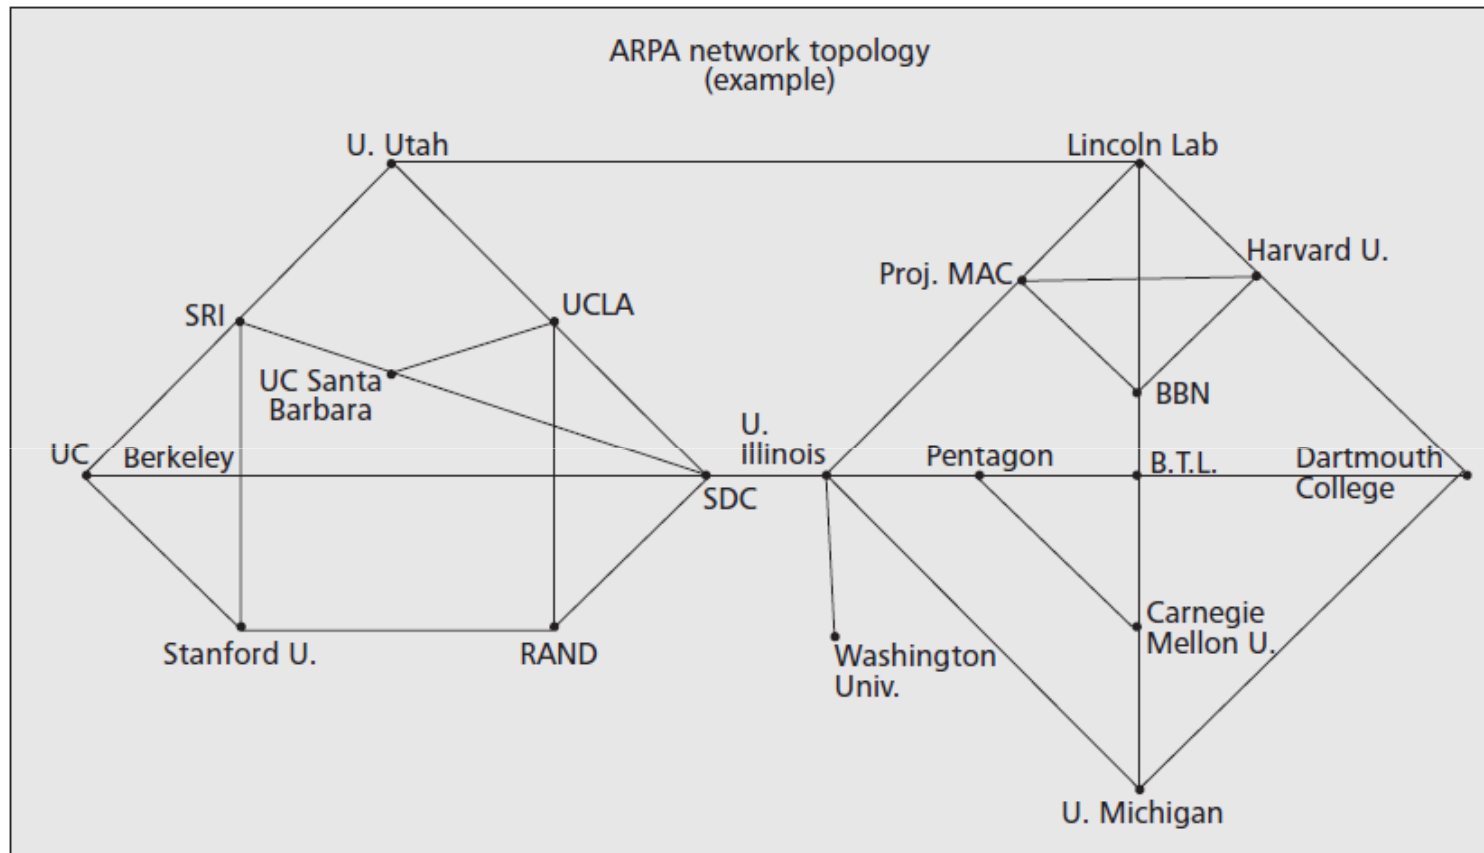 ARPA network topology
(example)
U. Utah
Lincoln Lab
Harvard U.
Proj. MAC
SRI
UCLA
UC Santa
Barbara
BBN
U.
Illinois
UC
Berkeley
Pentagon
B.T.L.
Dartmouth
College
SDC
Carnegie
Mellon U.
Stanford U.
RAND
Washington
Univ.
U. Michigan